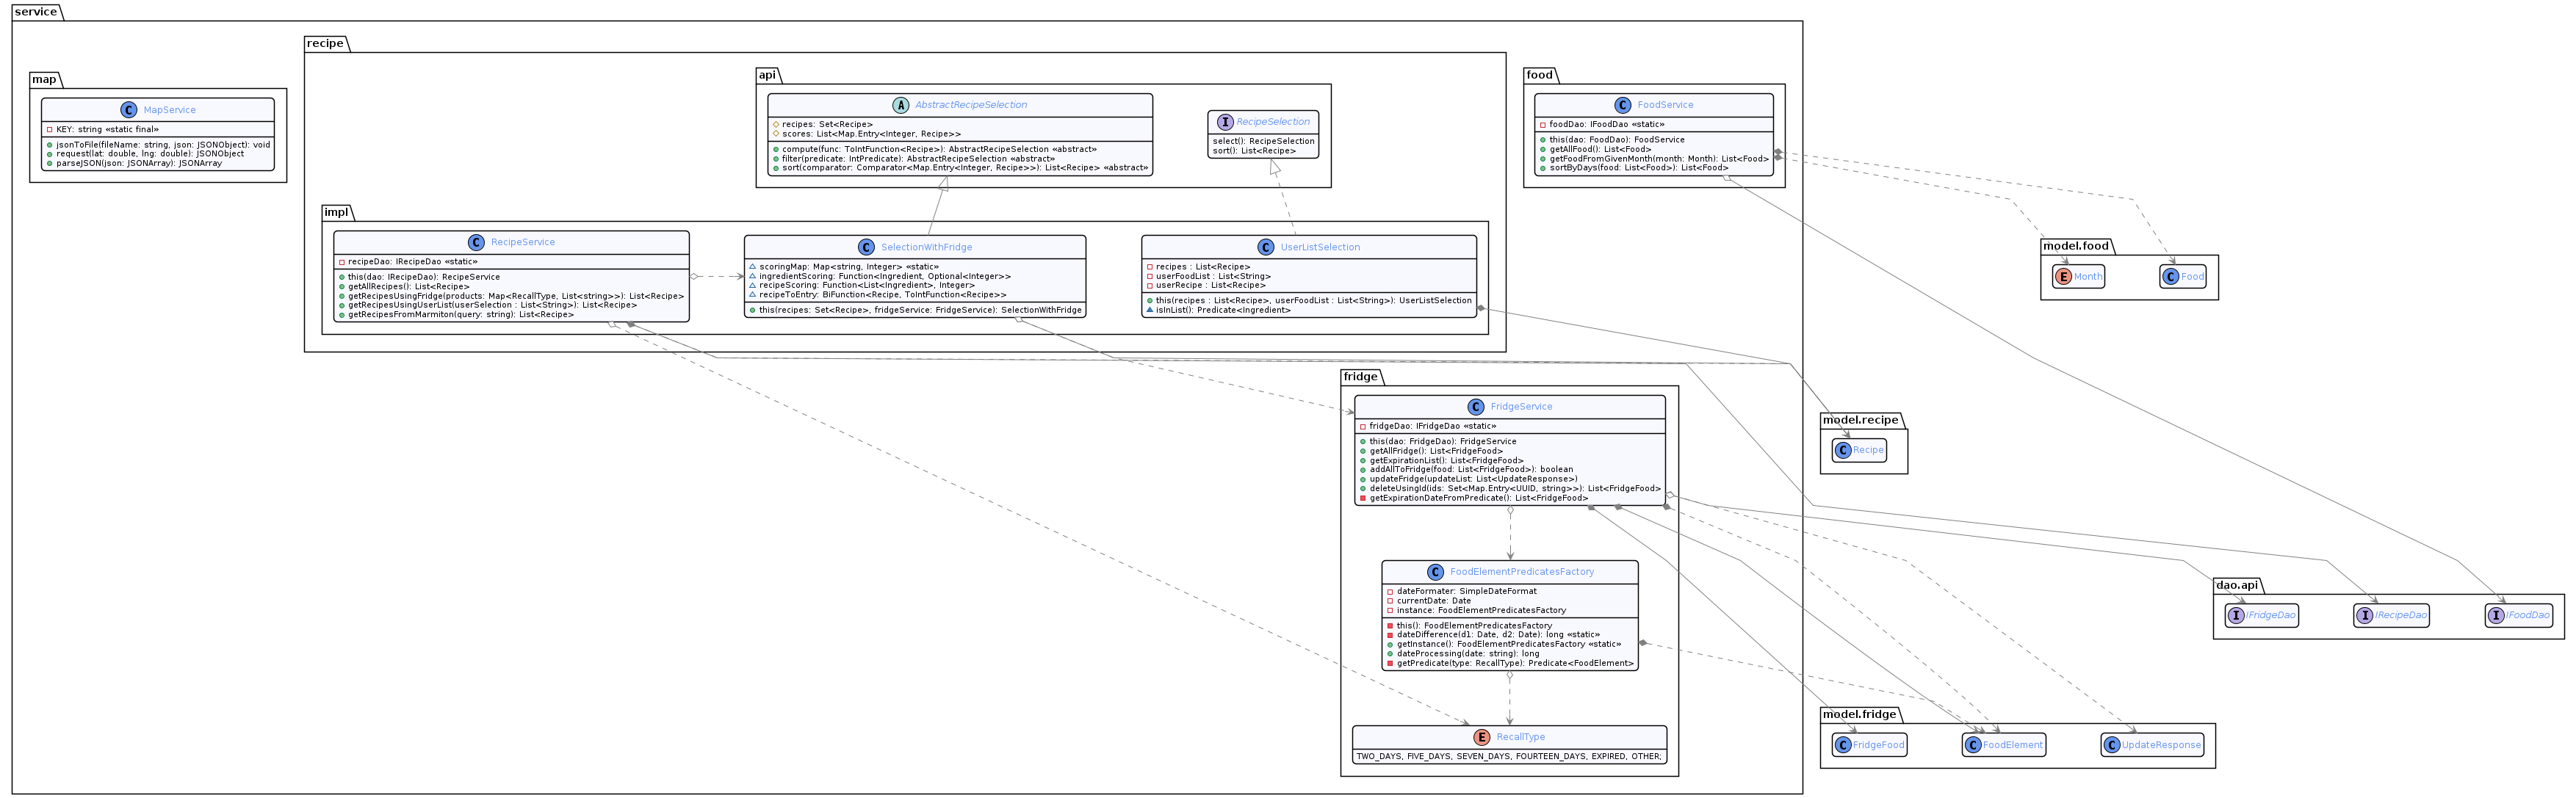 service
map
MapService
KEY: string «static final»
jsonToFile(fileName: string, json: JSONObject): void
request(lat: double, lng: double): JSONObject
parseJSON(json: JSONArray): JSONArray
recipe
api
AbstractRecipeSelection
recipes: Set<Recipe>
scores: List<Map.Entry<Integer, Recipe>>
compute(func: ToIntFunction<Recipe>): AbstractRecipeSelection «abstract»
filter(predicate: IntPredicate): AbstractRecipeSelection «abstract»
sort(comparator: Comparator<Map.Entry<Integer, Recipe>>): List<Recipe> «abstract»
RecipeSelection
select(): RecipeSelection
sort(): List<Recipe>
impl
RecipeService
recipeDao: IRecipeDao «static»
this(dao: IRecipeDao): RecipeService
getAllRecipes(): List<Recipe>
getRecipesUsingFridge(products: Map<RecallType, List<string>>): List<Recipe>
getRecipesUsingUserList(userSelection : List<String>): List<Recipe>
getRecipesFromMarmiton(query: string): List<Recipe>
SelectionWithFridge
scoringMap: Map<string, Integer> «static»
ingredientScoring: Function<Ingredient, Optional<Integer>>
recipeScoring: Function<List<Ingredient>, Integer>
recipeToEntry: BiFunction<Recipe, ToIntFunction<Recipe>>
this(recipes: Set<Recipe>, fridgeService: FridgeService): SelectionWithFridge
UserListSelection
recipes : List<Recipe>
userFoodList : List<String>
userRecipe : List<Recipe>
this(recipes : List<Recipe>, userFoodList : List<String>): UserListSelection
isInList(): Predicate<Ingredient>
food
FoodService
foodDao: IFoodDao «static»
this(dao: FoodDao): FoodService
getAllFood(): List<Food>
getFoodFromGivenMonth(month: Month): List<Food>
sortByDays(food: List<Food>): List<Food>
model.food
Month
Food
fridge
FridgeService
fridgeDao: IFridgeDao «static»
this(dao: FridgeDao): FridgeService
getAllFridge(): List<FridgeFood>
getExpirationList(): List<FridgeFood>
addAllToFridge(food: List<FridgeFood>): boolean
updateFridge(updateList: List<UpdateResponse>)
deleteUsingId(ids: Set<Map.Entry<UUID, string>>): List<FridgeFood>
getExpirationDateFromPredicate(): List<FridgeFood>
FoodElementPredicatesFactory
dateFormater: SimpleDateFormat
currentDate: Date
instance: FoodElementPredicatesFactory
this(): FoodElementPredicatesFactory
dateDifference(d1: Date, d2: Date): long «static»
getInstance(): FoodElementPredicatesFactory «static»
dateProcessing(date: string): long
getPredicate(type: RecallType): Predicate<FoodElement>
RecallType
TWO_DAYS, FIVE_DAYS, SEVEN_DAYS, FOURTEEN_DAYS, EXPIRED, OTHER;
model.recipe
Recipe
dao.api
IFridgeDao
IRecipeDao
IFoodDao
model.fridge
FridgeFood
FoodElement
UpdateResponse